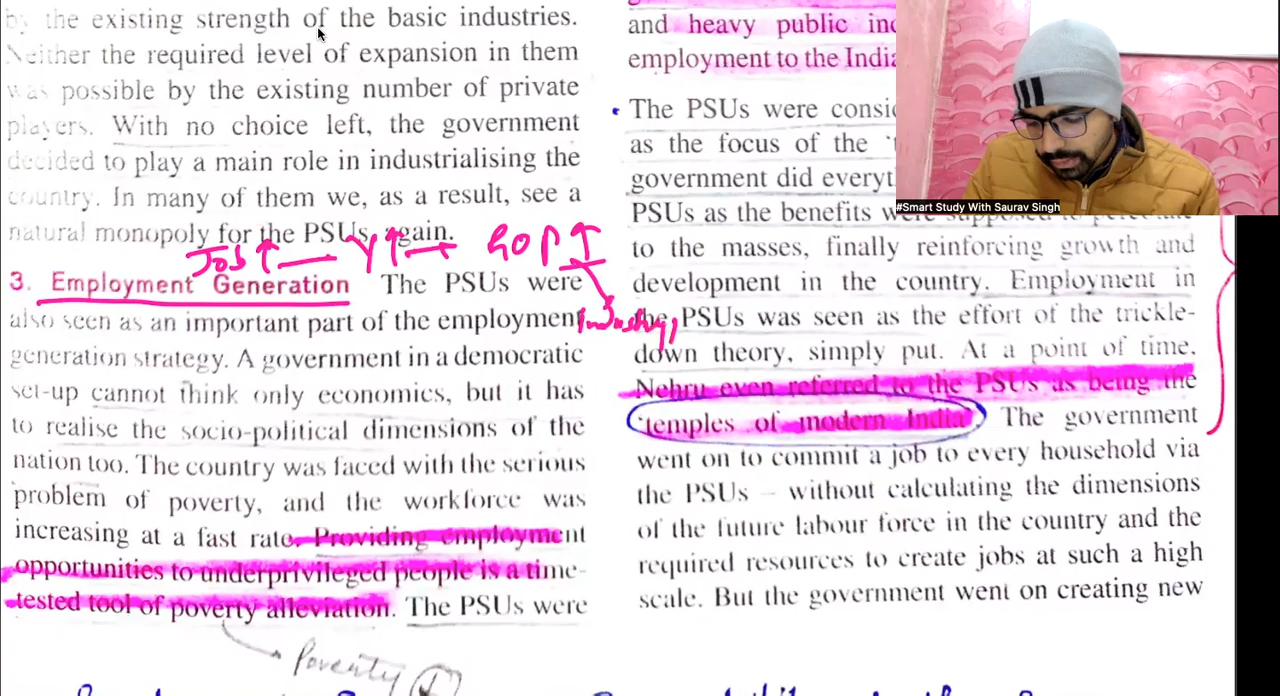 by the existing strength of the basic industries.
Neither the required level of expansion in them
was possible by the existing number of private
players. With no choice left, the government
decided to play a main role in industrialising the
country. In many of them we, as a result, see a
natural monopoly for the PSUs, again.
Job↑ → Y↑ → GDP↑
Industry
3. Employment Generation The PSUs were
also seen as an important part of the employment
generation strategy. A government in a democratic
set-up cannot think only economics, but it has
to realise the socio-political dimensions of the
nation too. The country was faced with the serious
problem of poverty, and the workforce was
increasing at a fast rate. Providing employment
opportunities to underprivileged people is a time-
tested tool of poverty alleviation. The PSUs were
Poverty
and heavy public
employment to the
• The PSUs were
as the focus of the
government did
PSUs as the benefits
to the masses, finally reinforcing growth and
development in the country. Employment in
the PSUs was seen as the effort of the trickle-
down theory, simply put. At a point of time,
Nehru even referred to the PSUs as being the
'temples of modern India' The government
went on to commit a job to every household via
the PSUs – without calculating the dimensions
of the future labour force in the country and the
required resources to create jobs at such a high
scale. But the government went on creating new
#Smart Study With Saurav Singh